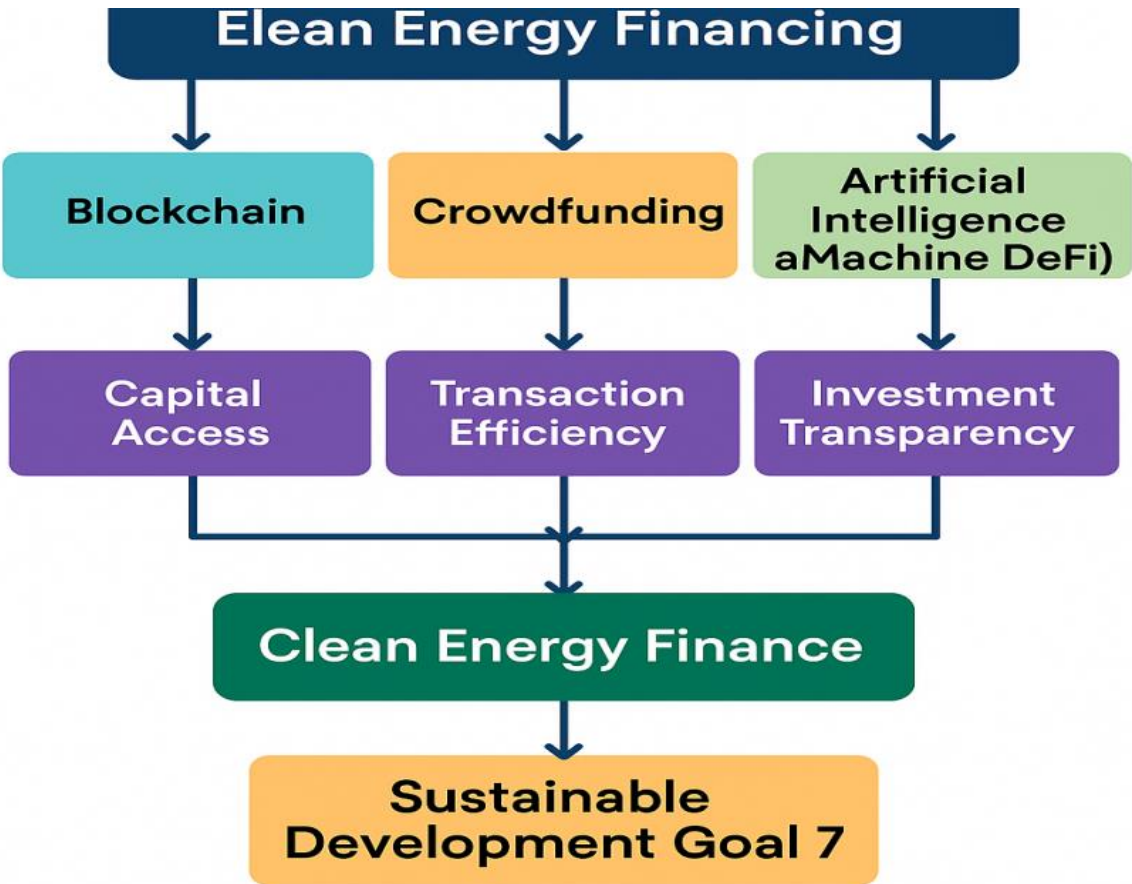 Elean Energy Financing
Blockchain
Crowdfunding
Artificial
Intelligence
aMachine DeFi)
Capital
Access
Transaction
Efficiency
Investment
Transparency
Clean Energy Finance
Sustainable
Development Goal 7